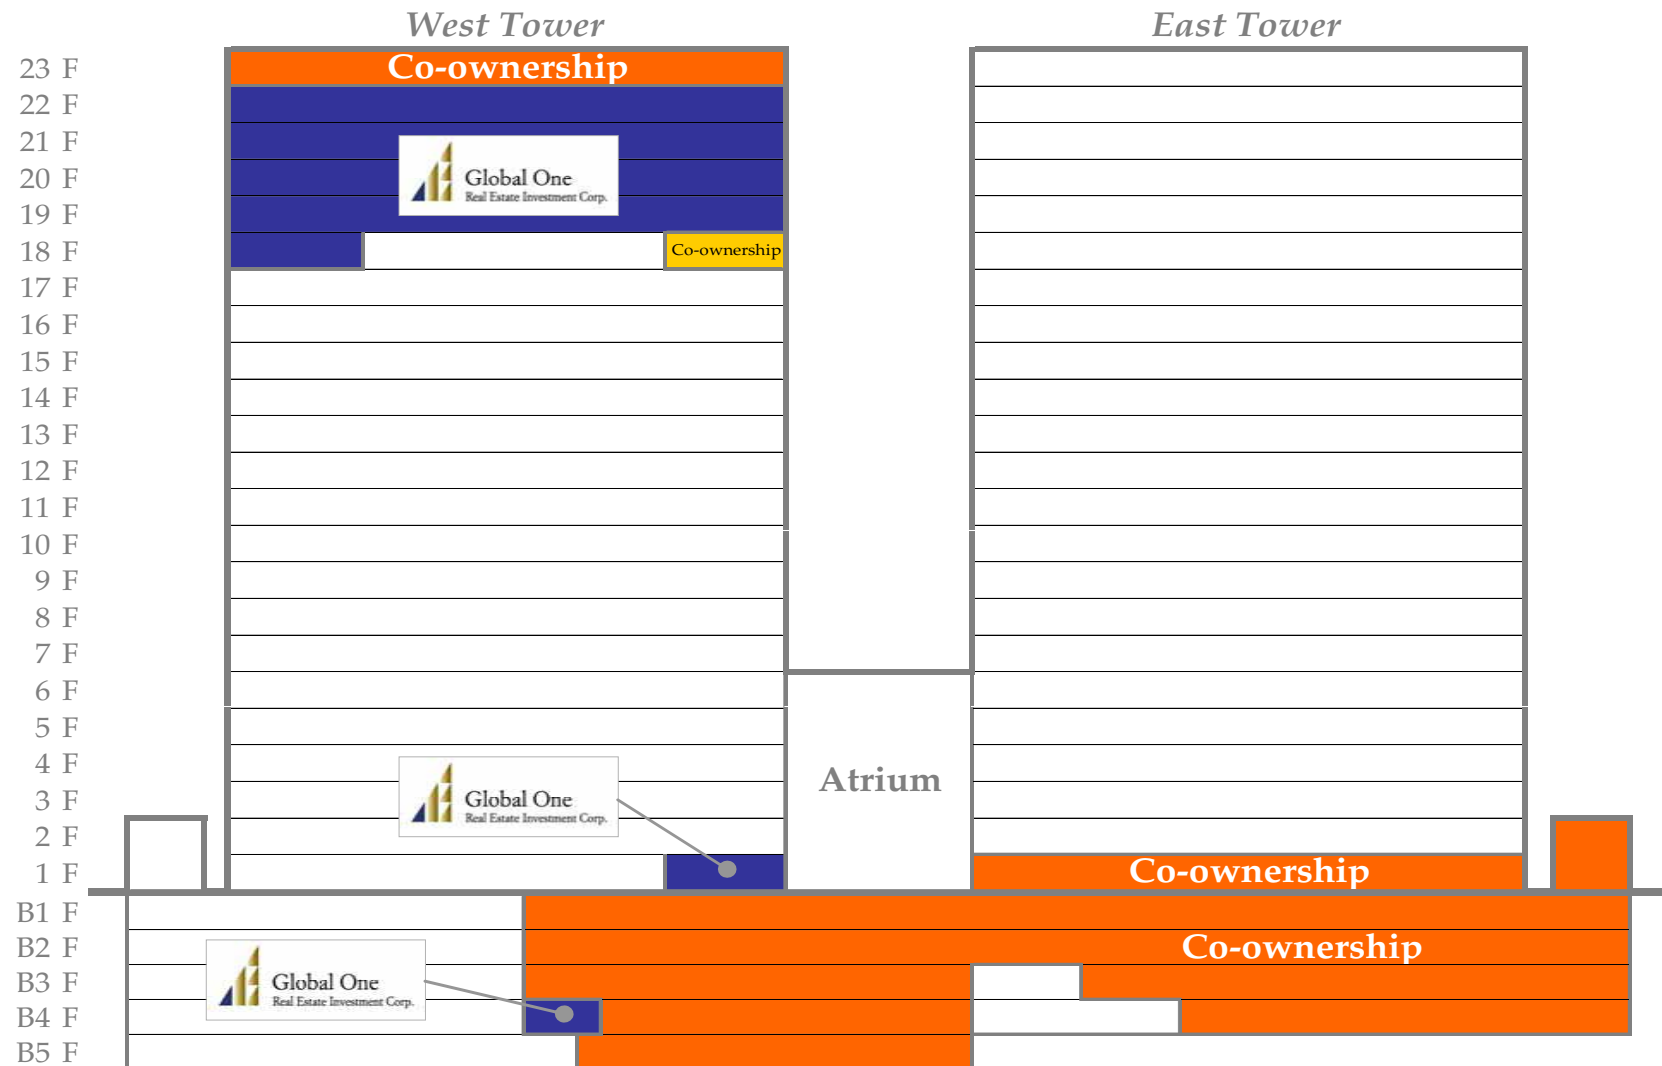 West Tower East Tower
23 F Co-ownership
22 F
21 F
20 F Global One
Real Estate Investment Corp.
19 F
18 F Co-ownership
17 F
16 F
15 F
14 F
13 F
12 F
11 F
10 F
9 F
8 F
7 F
6 F
5 F
4 F Atrium
3 F Global One
Real Estate Investment Corp.
2 F
1 F Co-ownership
B1 F
B2 F Co-ownership
B3 F Global One
Real Estate Investment Corp.
B4 F
B5 F